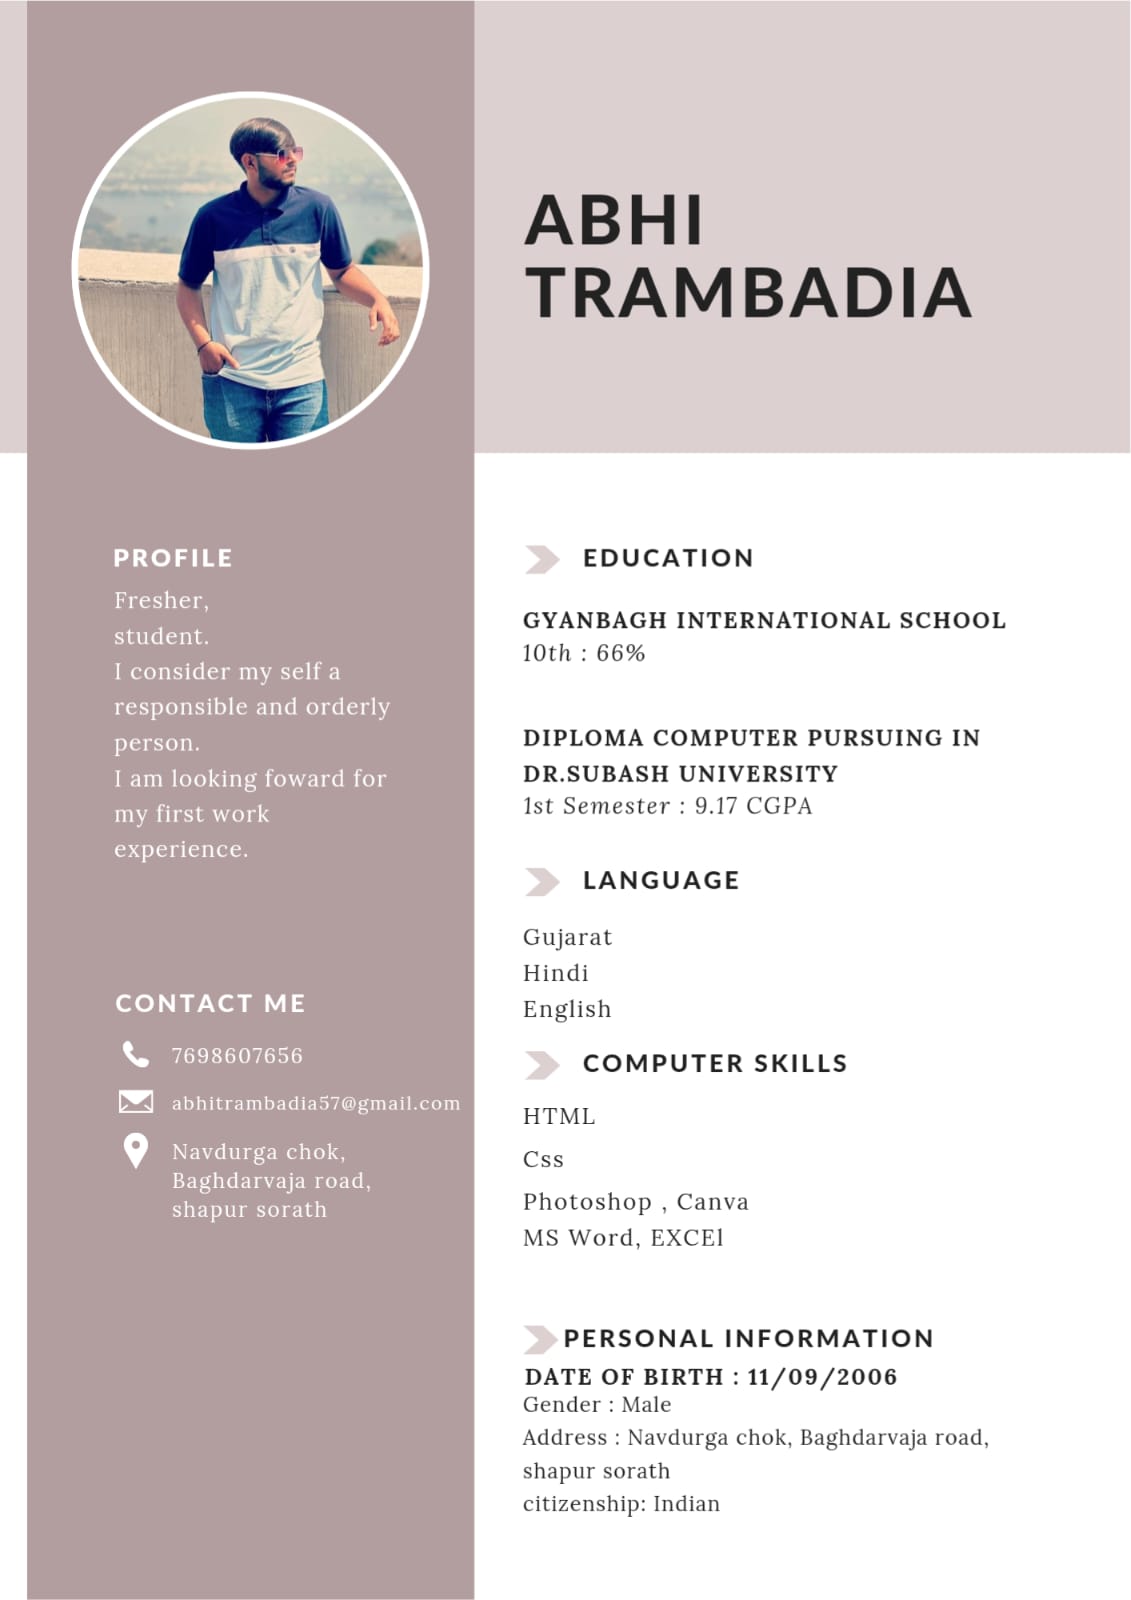 ABHI
TRAMBADIA
PROFILE
Fresher,
student.
I consider my self a
responsible and orderly
person.
I am looking foward for
my first work
experience.
CONTACT ME
7698607656
abhitrambadia57@gmail.com
Navdurga chok,
Baghdarvaja road,
shapur sorath
EDUCATION
GYANBAGH INTERNATIONAL SCHOOL
10th : 66%
DIPLOMA COMPUTER PURSUING IN
DR.SUBASH UNIVERSITY
1st Semester : 9.17 CGPA
LANGUAGE
Gujarat
Hindi
English
COMPUTER SKILLS
HTML
Css
Photoshop , Canva
MS Word, EXCEl
PERSONAL INFORMATION
DATE OF BIRTH : 11/09/2006
Gender : Male
Address : Navdurga chok, Baghdarvaja road,
shapur sorath
citizenship: Indian